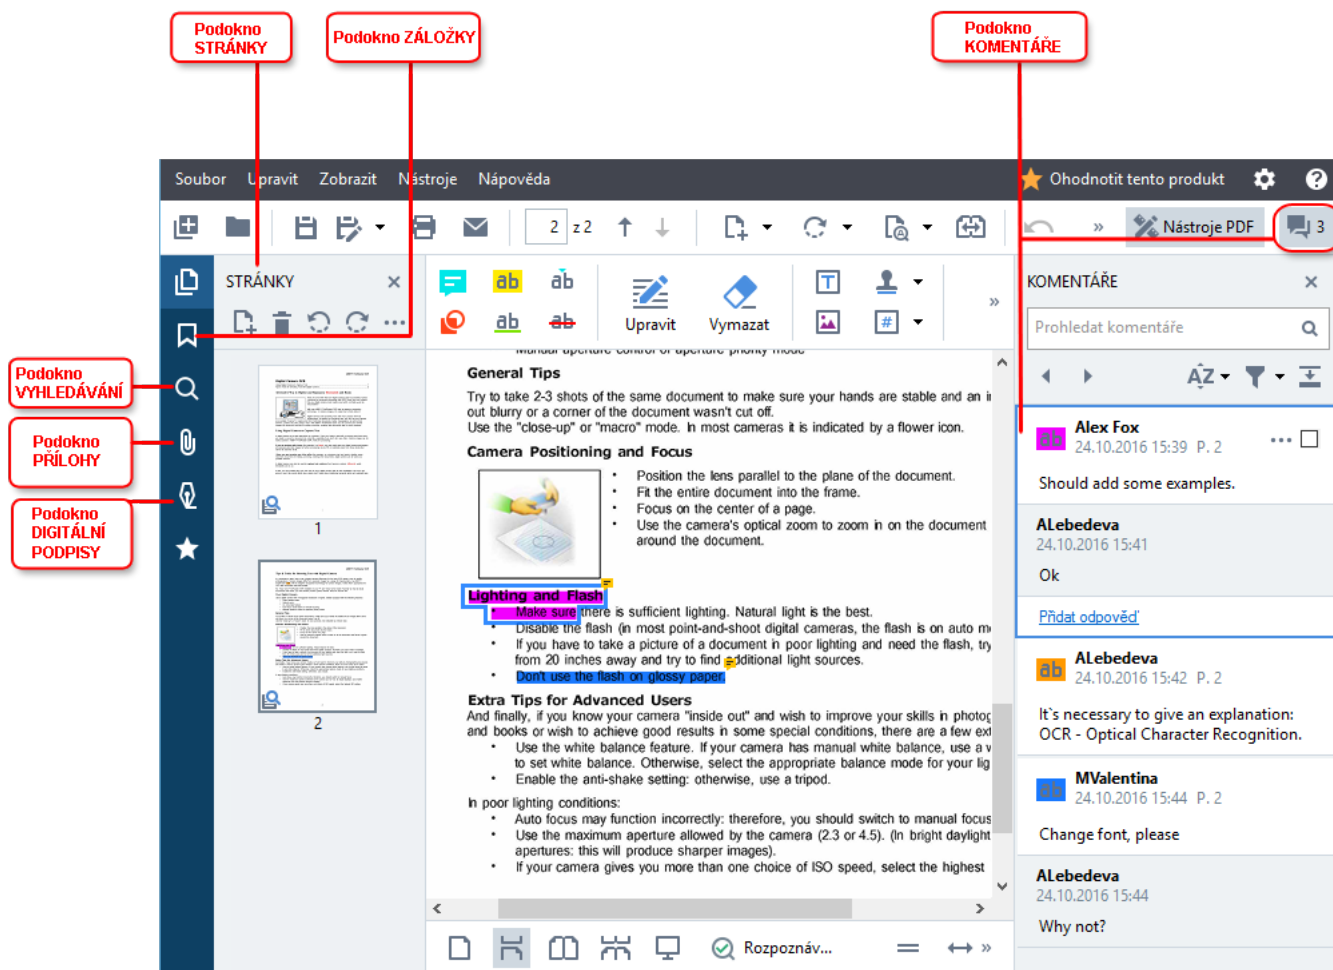 Podokno
STRÁNKY
Podokno ZÁLOŽKY
Podokno
KOMENTÁŘE
Soubor Upravit Zobrazit Nástroje Nápověda
Ohodnotit tento produkt
2 z 2
Nástroje PDF
3
STRÁNKY
Upravit
Vymazat
KOMENTÁŘE
Prohledat komentáře
Podokno
VYHLEDÁVÁNÍ
Podokno
PŘÍLOHY
Podokno
DIGITÁLNÍ
PODPISY
1
2
Manual aperture control or aperture priority mode
General Tips
Try to take 2-3 shots of the same document to make sure your hands are stable and an i
out blurry or a corner of the document wasn't cut off.
Use the "close-up" or "macro" mode. In most cameras it is indicated by a flower icon.
Camera Positioning and Focus
• Position the lens parallel to the plane of the document.
• Fit the entire document into the frame.
• Focus on the center of a page.
• Use the camera's optical zoom to zoom in on the document
around the document.
Lighting and Flash
• Make sure there is sufficient lighting. Natural light is the best.
• Disable the flash (in most point-and-shoot digital cameras, the flash is on auto m
• If you have to take a picture of a document in poor lighting and need the flash, try
from 20 inches away and try to find additional light sources.
• Don't use the flash on glossy paper.
Extra Tips for Advanced Users
And finally, if you know your camera "inside out" and wish to improve your skills in photog
and books or wish to achieve good results in some special conditions, there are a few ext
• Use the white balance feature. If your camera has manual white balance, use a w
to set white balance. Otherwise, select the appropriate balance mode for your lig
• Enable the anti-shake setting: otherwise, use a tripod.
In poor lighting conditions:
• Auto focus may function incorrectly: therefore, you should switch to manual focus
• Use the maximum aperture allowed by the camera (2.3 or 4.5). (In bright daylight
apertures: this will produce sharper images).
• If your camera gives you more than one choice of ISO speed, select the highest
Rozpoznáv...
Alex Fox
24.10.2016 15:39 P. 2
Should add some examples.
ALebedeva
24.10.2016 15:41
Ok
Přidat odpověď
ALebedeva
24.10.2016 15:42 P. 2
It`s necessary to give an explanation:
OCR - Optical Character Recognition.
MValentina
24.10.2016 15:44 P. 2
Change font, please
ALebedeva
24.10.2016 15:44
Why not?